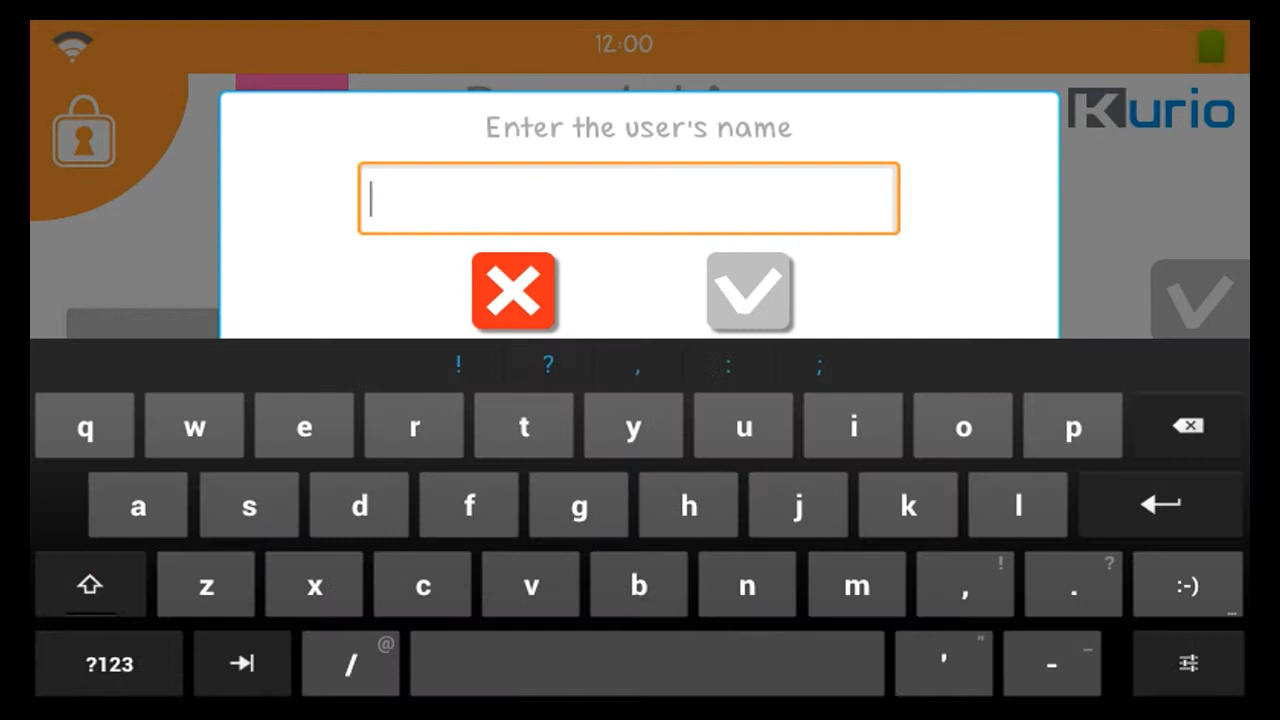 12:00
Kurio
Enter the user's name
! ? , : ;
q w e r t y u i o p
a s d f g h j k l
z x c v b n m , ! . ? :-) ...
?123 / @ ' " - _